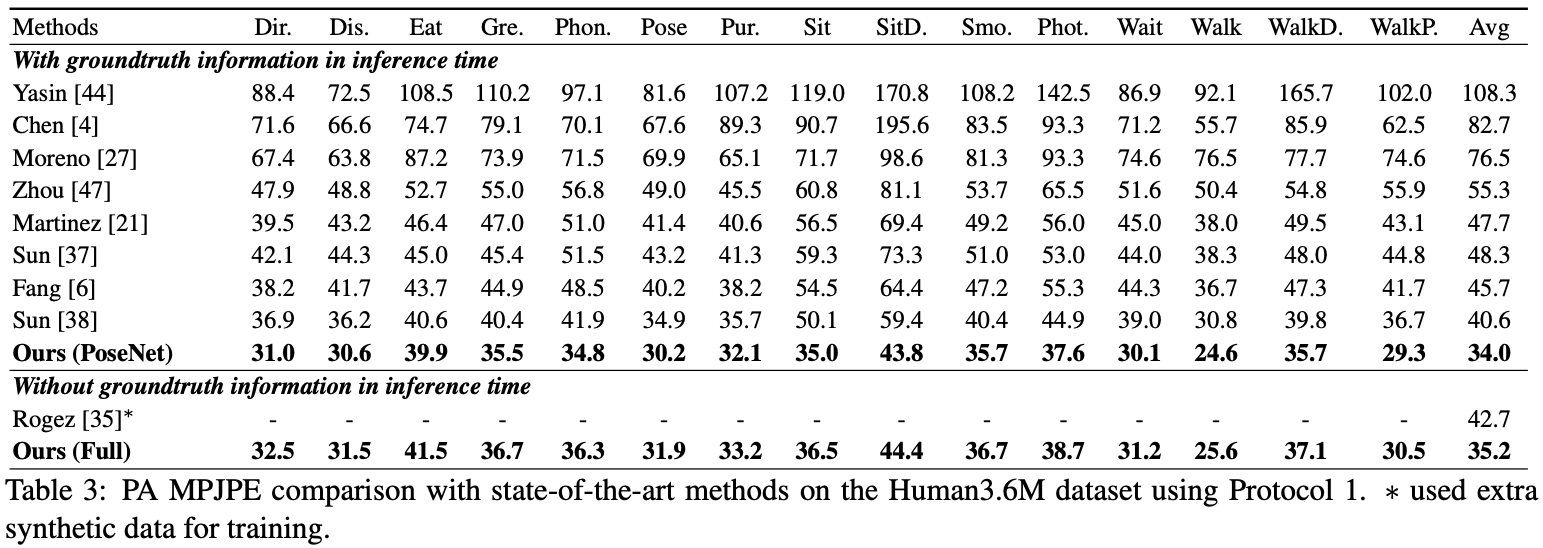 Methods Dir. Dis. Eat Gre. Phon. Pose Pur. Sit SitD. Smo. Phot. Wait Walk WalkD. WalkP. Avg
With groundtruth information in inference time
Yasin [44] 88.4 72.5 108.5 110.2 97.1 81.6 107.2 119.0 170.8 108.2 142.5 86.9 92.1 165.7 102.0 108.3
Chen [4] 71.6 66.6 74.7 79.1 70.1 67.6 89.3 90.7 195.6 83.5 93.3 71.2 55.7 85.9 62.5 82.7
Moreno [27] 67.4 63.8 87.2 73.9 71.5 69.9 65.1 71.7 98.6 81.3 93.3 74.6 76.5 77.7 74.6 76.5
Zhou [47] 47.9 48.8 52.7 55.0 56.8 49.0 45.5 60.8 81.1 53.7 65.5 51.6 50.4 54.8 55.9 55.3
Martinez [21] 39.5 43.2 46.4 47.0 51.0 41.4 40.6 56.5 69.4 49.2 56.0 45.0 38.0 49.5 43.1 47.7
Sun [37] 42.1 44.3 45.0 45.4 51.5 43.2 41.3 59.3 73.3 51.0 53.0 44.0 38.3 48.0 44.8 48.3
Fang [6] 38.2 41.7 43.7 44.9 48.5 40.2 38.2 54.5 64.4 47.2 55.3 44.3 36.7 47.3 41.7 45.7
Sun [38] 36.9 36.2 40.6 40.4 41.9 34.9 35.7 50.1 59.4 40.4 44.9 39.0 30.8 39.8 36.7 40.6
Ours (PoseNet) 31.0 30.6 39.9 35.5 34.8 30.2 32.1 35.0 43.8 35.7 37.6 30.1 24.6 35.7 29.3 34.0
Without groundtruth information in inference time
Rogez [35]* - - - - - - - - - - - - - - - 42.7
Ours (Full) 32.5 31.5 41.5 36.7 36.3 31.9 33.2 36.5 44.4 36.7 38.7 31.2 25.6 37.1 30.5 35.2
Table 3: PA MPJPE comparison with state-of-the-art methods on the Human3.6M dataset using Protocol 1. * used extra
synthetic data for training.